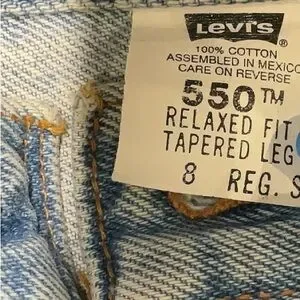 Levi's ®
100% COTTON
ASSEMBLED IN MEXICO
CARE ON REVERSE
550™
RELAXED FIT
TAPERED LEG
8 REG. S